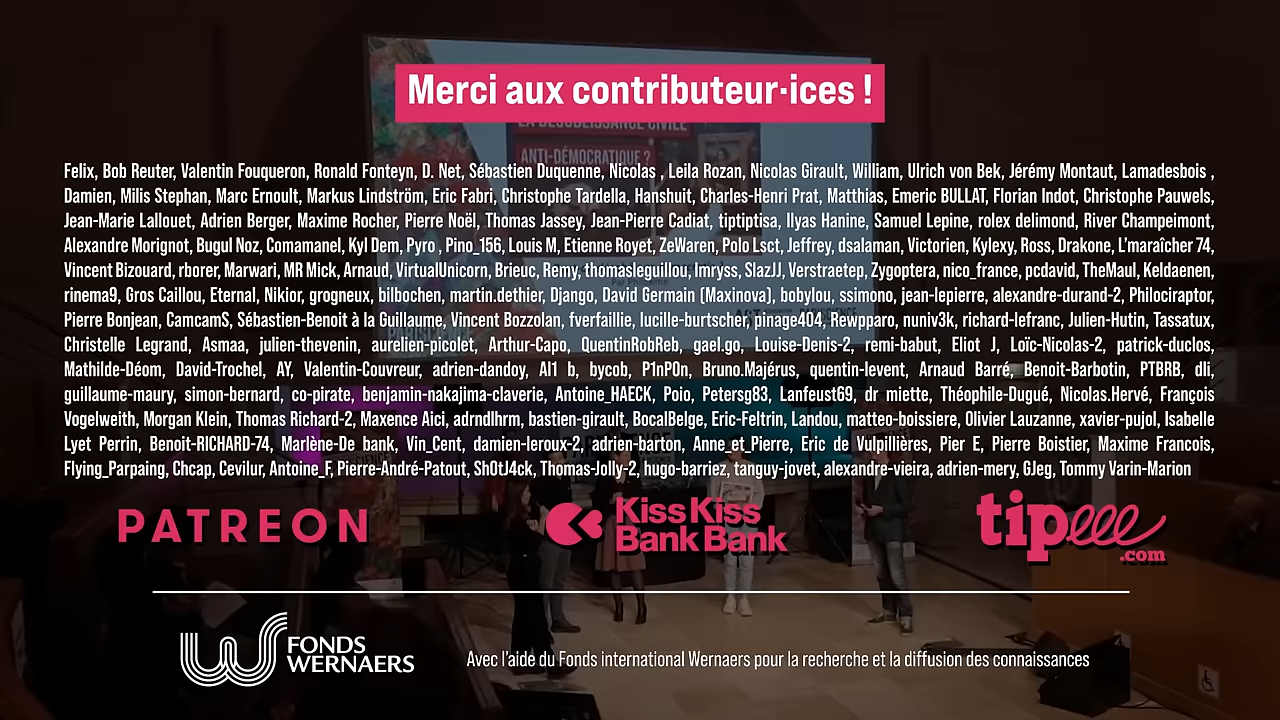 LA DÉSOBÉISSANCE CIVILE
ANTI-DÉMOCRATIQUE ?
Merci aux contributeur·ices !
Felix, Bob Reuter, Valentin Fouqueron, Ronald Fonteyn, D. Net, Sébastien Duquenne, Nicolas , Leila Rozan, Nicolas Girault, William, Ulrich von Bek, Jérémy Montaut, Lamadesbois ,
Damien, Milis Stephan, Marc Ernoult, Markus Lindström, Eric Fabri, Christophe Tardella, Hanshuit, Charles-Henri Prat, Matthias, Emeric BULLAT, Florian Indot, Christophe Pauwels,
Jean-Marie Lallouet, Adrien Berger, Maxime Rocher, Pierre Noël, Thomas Jassey, Jean-Pierre Cadiat, tiptiptisa, Ilyas Hanine, Samuel Lepine, rolex delimond, River Champeimont,
Alexandre Morignot, Bugul Noz, Comamanel, Kyl Dem, Pyro , Pino_156, Louis M, Etienne Royet, ZeWaren, Polo Lsct, Jeffrey, dsalaman, Victorien, Kylexy, Ross, Drakone, L'maraîcher 74,
Vincent Bizouard, rborer, Marwari, MR Mick, Arnaud, VirtualUnicorn, Brieuc, Remy, thomasleguillou, Imryss, SlazJJ, Verstraetep, Zygoptera, nico_france, pcdavid, TheMaul, Keldaenen,
rinema9, Gros Caillou, Eternal, Nikior, grogneux, bilbochen, martin.dethier, Django, David Germain (Maxinova), bobylou, ssimono, jean-lepierre, alexandre-durand-2, Philociraptor,
Pierre Bonjean, CamcamS, Sébastien-Benoit à la Guillaume, Vincent Bozzolan, fverfaillie, lucille-burtscher, pinage404, Rewpparo, nuniv3k, richard-lefranc, Julien-Hutin, Tassatux,
Christelle Legrand, Asmaa, julien-thevenin, aurelien-picolet, Arthur-Capo, QuentinRobReb, gael.go, Louise-Denis-2, remi-babut, Eliot J, Loïc-Nicolas-2, patrick-duclos,
Mathilde-Déom, David-Trochel, AY, Valentin-Couvreur, adrien-dandoy, Al1 b, bycob, P1nP0n, Bruno.Majérus, quentin-levent, Arnaud Barré, Benoit-Barbotin, PTBRB, dli,
guillaume-maury, simon-bernard, co-pirate, benjamin-nakajima-claverie, Antoine_HAECK, Poio, Petersg83, Lanfeust69, dr miette, Théophile-Dugué, Nicolas.Hervé, François
Vogelweith, Morgan Klein, Thomas Richard-2, Maxence Aici, adrndlhrm, bastien-girault, BocalBelge, Eric-Feltrin, Landou, matteo-boissiere, Olivier Lauzanne, xavier-pujol, Isabelle
Lyet Perrin, Benoit-RICHARD-74, Marlène-De bank, Vin_Cent, damien-leroux-2, adrien-barton, Anne_et_Pierre, Eric de Vulpillières, Pier E, Pierre Boistier, Maxime Francois,
Flying_Parpaing, Chcap, Cevilur, Antoine_F, Pierre-André-Patout, Sh0tJ4ck, Thomas-Jolly-2, hugo-barriez, tanguy-jovet, alexandre-vieira, adrien-mery, GJeg, Tommy Varin-Marion
PATREON
KissKiss
BankBank
tipeee
.com
FONDS
WERNAERS
Avec l'aide du Fonds international Wernaers pour la recherche et la diffusion des connaissances